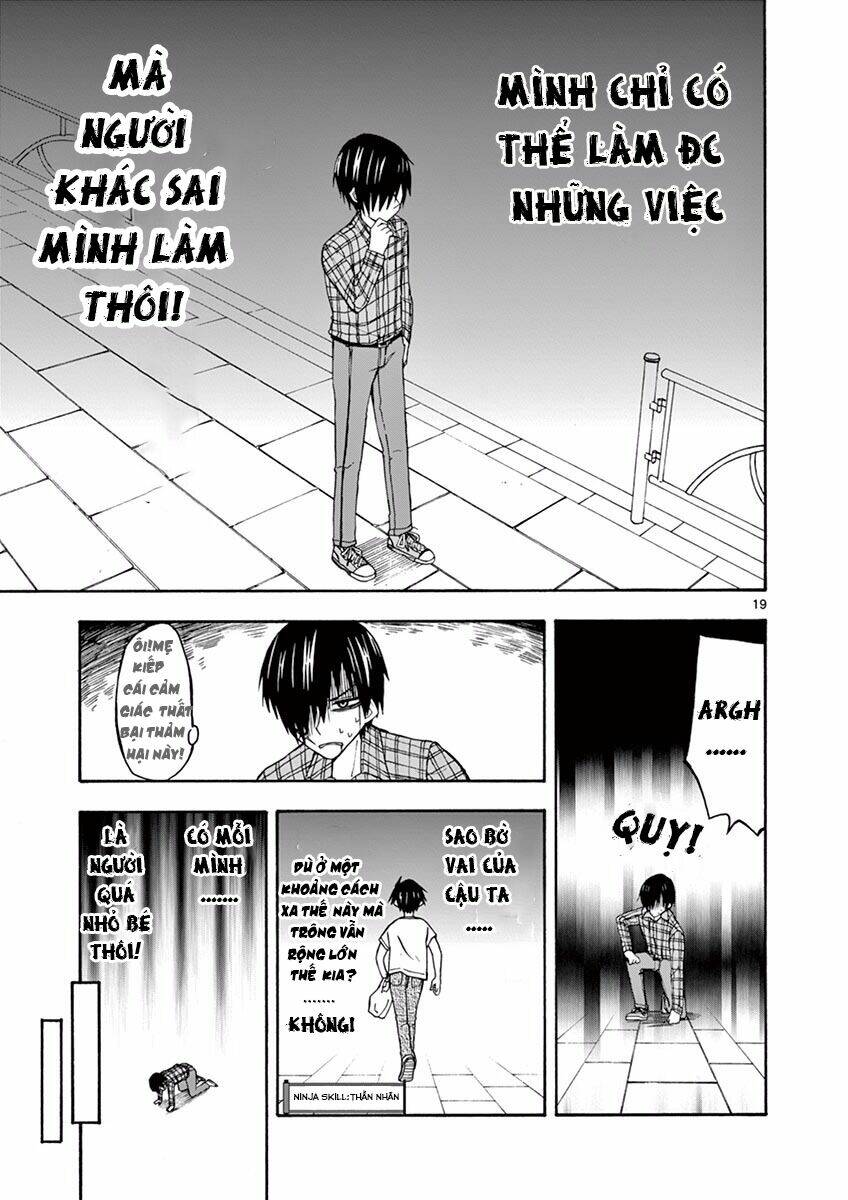 MÌNH CHỈ CÓ
THỂ LÀM ĐC
NHỮNG VIỆC
MÀ
NGƯỜI
KHÁC SAI
MÌNH LÀM
THÔI!
19
ARGH
.......
QUỴ!
ÔI!MẸ
KIẾP
CÁI CẢM
GIÁC THẤT
BẠI THẢM
HẠI NÀY!
SAO BỜ
VAI CỦA
CẬU TA
.....
DÙ Ở MỘT
KHOẢNG CÁCH
XA THẾ NÀY MÀ
TRÔNG VẪN
RỘNG LỚN
THẾ KIA?
........
KHÔNG!
NINJA SKILL:THẦN NHÃN
CÓ MỖI
MÌNH
........
LÀ
NGƯỜI
QUÁ
NHỎ BÉ
THÔI!